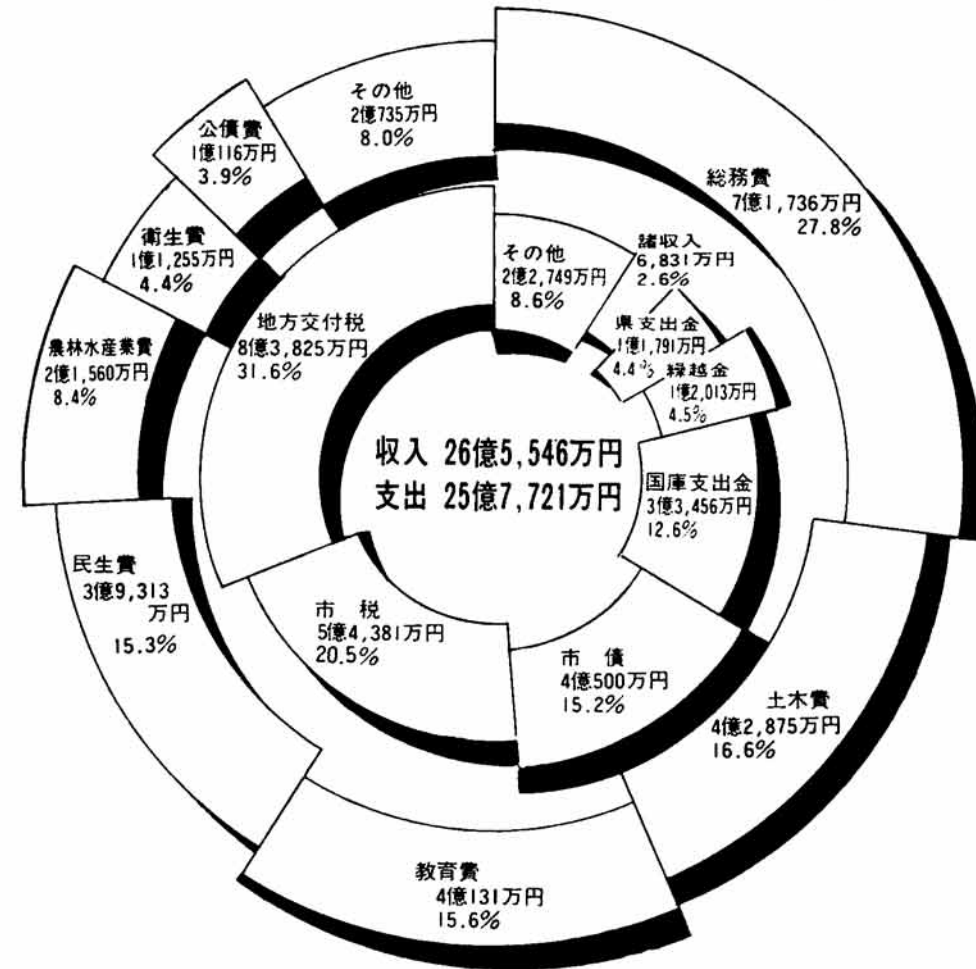 その他
2億735万円
8.0%
公債費
1億116万円
3.9%
衛生費
1億1,255万円
4.4%
農林水産業費
2億1,560万円
8.4%
民生費
3億9,313
万円
15.3%
教育費
4億131万円
15.6%
土木費
4億2,875万円
16.6%
総務費
7億1,736万円
27.8%
その他
2億2,749万円
8.6%
諸収入
6,831万円
2.6%
県支出金
1億1,791万円
4.4%
繰越金
1億2,013万円
4.5%
国庫支出金
3億3,456万円
12.6%
市債
4億500万円
15.2%
市税
5億4,381万円
20.5%
地方交付税
8億3,825万円
31.6%
収入 26億5,546万円
支出 25億7,721万円